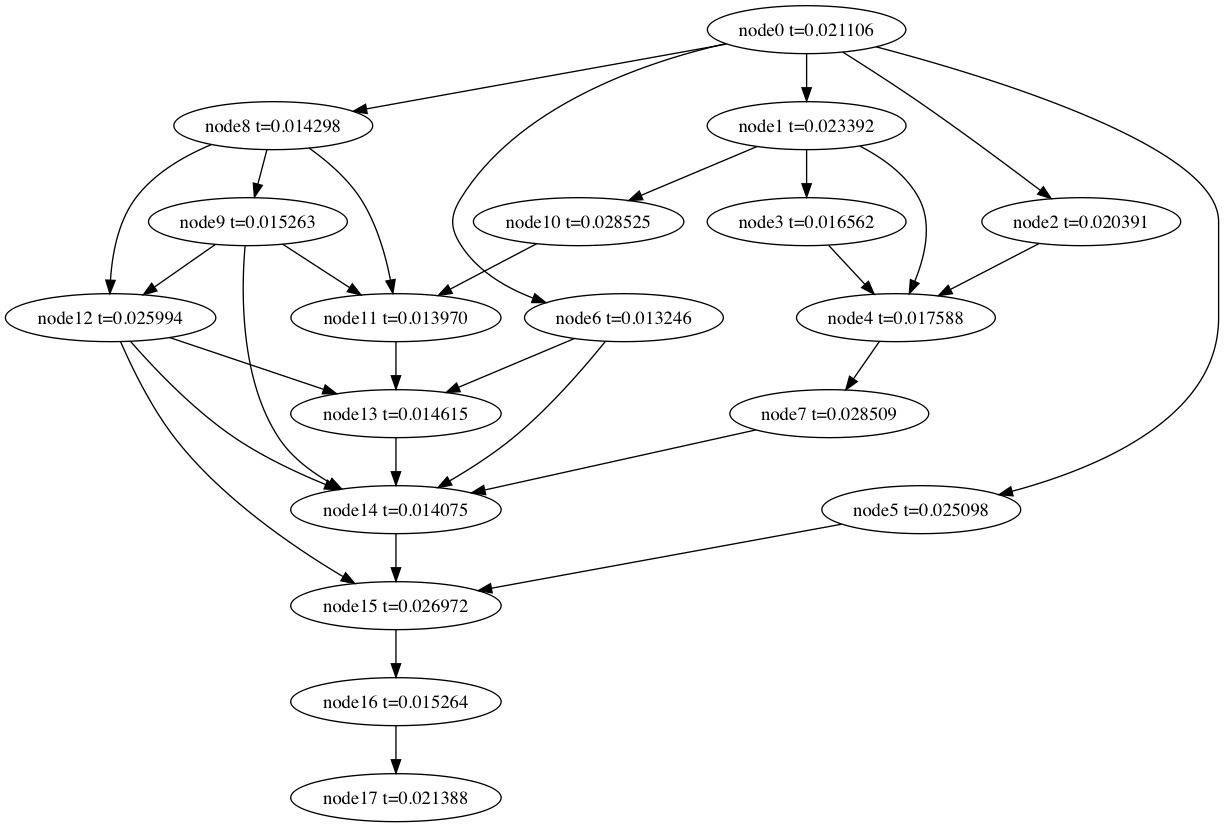 node0 t=0.021106
node8 t=0.014298
node1 t=0.023392
node9 t=0.015263
node10 t=0.028525
node3 t=0.016562
node2 t=0.020391
node12 t=0.025994
node11 t=0.013970
node6 t=0.013246
node4 t=0.017588
node13 t=0.014615
node7 t=0.028509
node14 t=0.014075
node5 t=0.025098
node15 t=0.026972
node16 t=0.015264
node17 t=0.021388